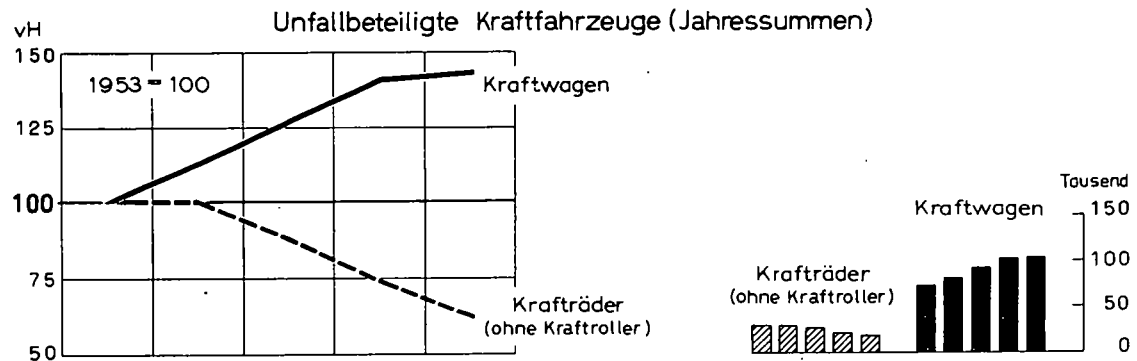 Unfallbeteiligte Kraftfahrzeuge (Jahressummen)
vH
150
1953 = 100
Kraftwagen
125
100
75
Krafträder
(ohne Kraftroller)
50
Tausend
Kraftwagen
150
Krafträder
(ohne Kraftroller)
100
50
0